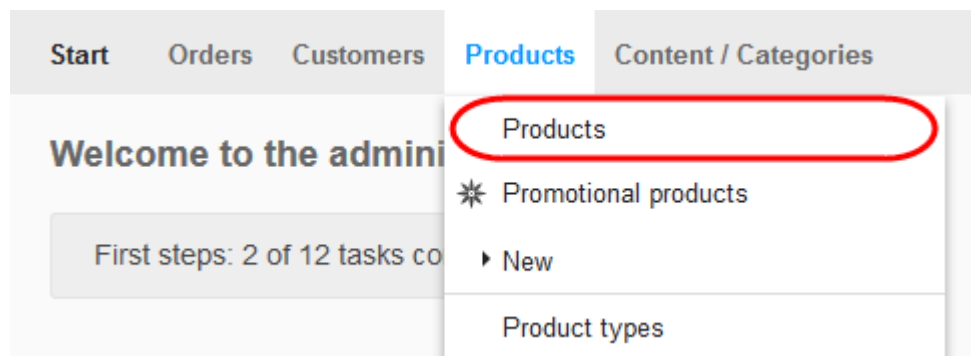 Start Orders Customers Products Content / Categories
Products
Welcome to the admini
Promotional products
First steps: 2 of 12 tasks co
New
Product types